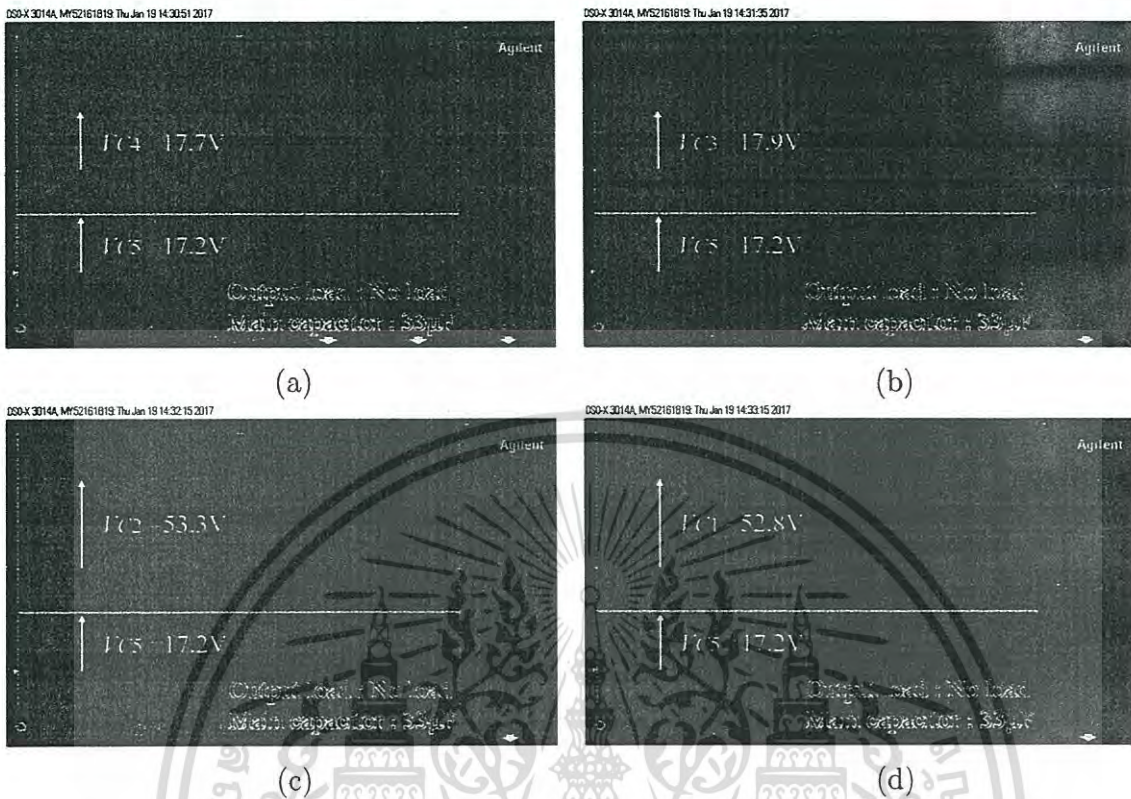 DSO-X 3014A, MY52161819: Thu Jan 19 14:30:51 2017
Agilent
VC4 17.7V
VC5 17.2V
Output load : No load
Main capacitor : 33μF
(a)
DSO-X 3014A, MY52161819: Thu Jan 19 14:31:35 2017
Agilent
VC3 17.9V
VC5 17.2V
Output load : No load
Main capacitor : 33μF
(b)
DSO-X 3014A, MY52161819: Thu Jan 19 14:32:15 2017
Agilent
VC2 53.3V
VC5 17.2V
Output load : No load
Main capacitor : 33μF
(c)
DSO-X 3014A, MY52161819: Thu Jan 19 14:33:15 2017
Agilent
VC1 52.8V
VC5 17.2V
Output load : No load
Main capacitor : 33μF
(d)